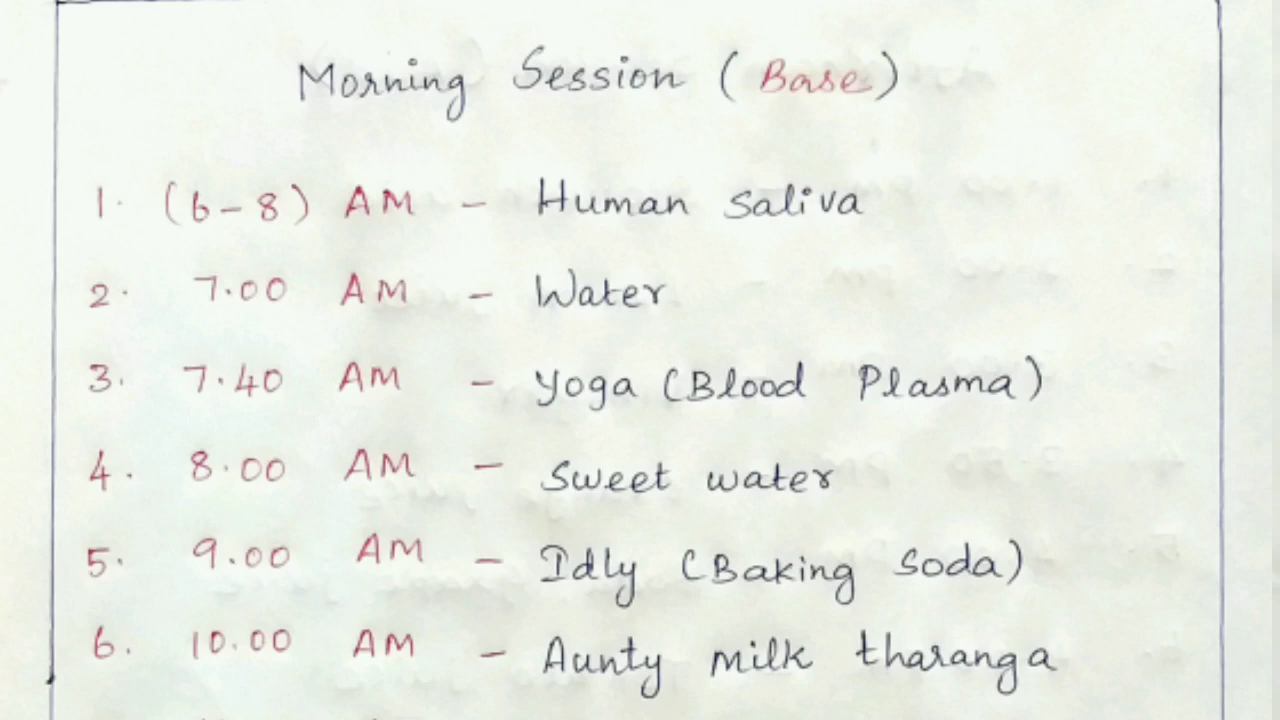 Morning Session (Base)
1. (6-8) AM - Human saliva
2. 7.00 AM - Water
3. 7.40 AM - Yoga (Blood Plasma)
4. 8.00 AM - Sweet water
5. 9.00 AM - Idly (Baking soda)
6. 10.00 AM - Aunty milk tharanga